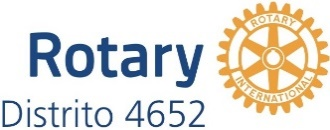 Rotary
Distrito 4652
ROTARY
INTERNATIONAL